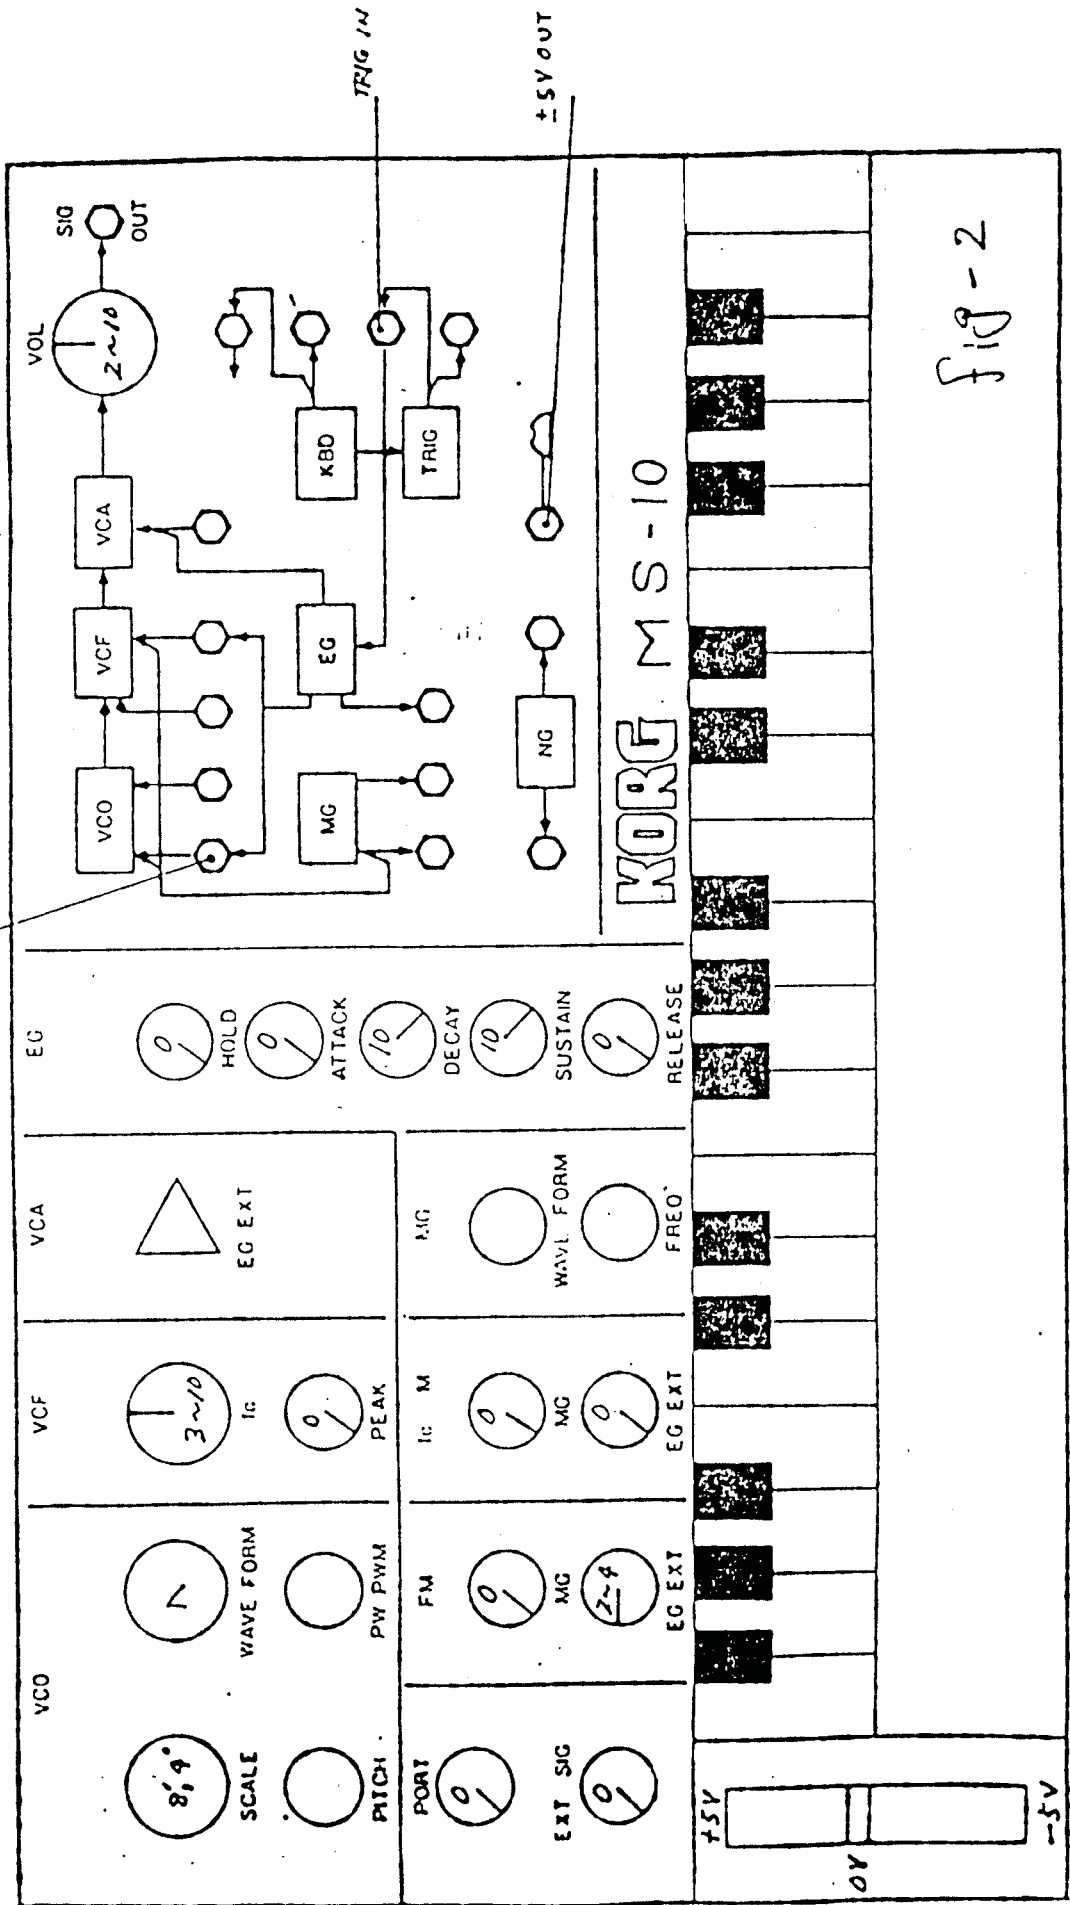 VCO
VCF
VCA
EG
8', 4'
SCALE
WAVE FORM
3~10
fc
EG EXT
0
HOLD
PITCH
PW PWM
0
PEAK
0
ATTACK
PORT
0
FM
fc M
MG
10
DECAY
EXT SIG
0
0
MG
0
MG
WAVE FORM
10
SUSTAIN
2~4
EG EXT
0
EG EXT
FREQ
0
RELEASE
VOL
SIG
OUT
VCO
VCF
VCA
2~10
MG
EG
KBD
TRIG
TRIG IN
NG
±5V OUT
KORG MS-10
+5V
0V
-5V
fig-2